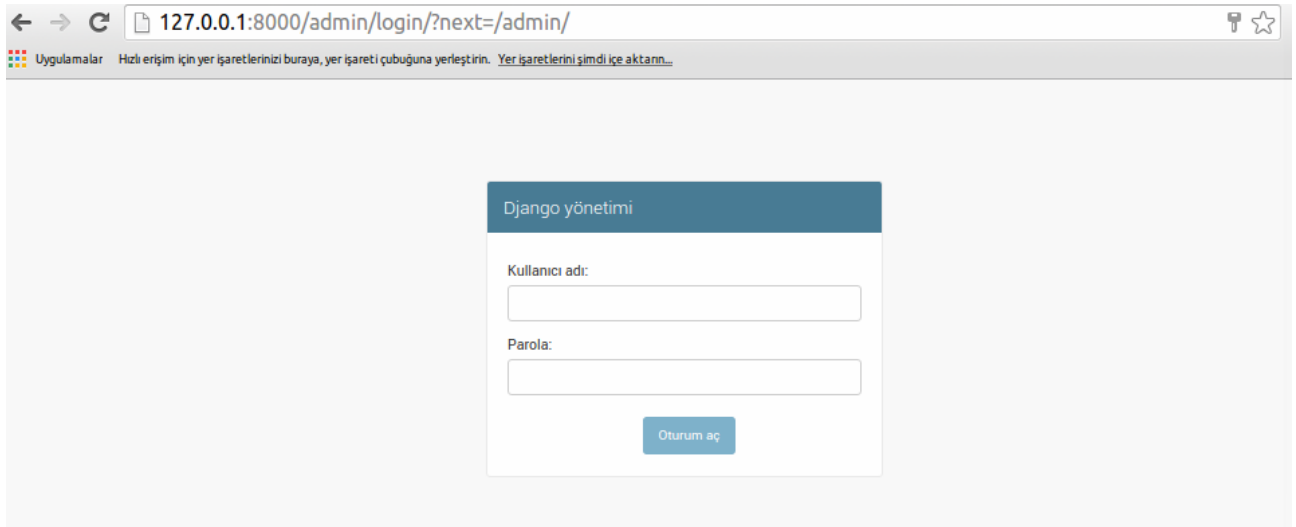 127.0.0.1:8000/admin/login/?next=/admin/
Uygulamalar Hızlı erişim için yer işaretlerinizi buraya, yer işareti çubuğuna yerleştirin. Yer işaretlerini şimdi içe aktarın...
Django yönetimi
Kullanıcı adı:
Parola:
Oturum aç